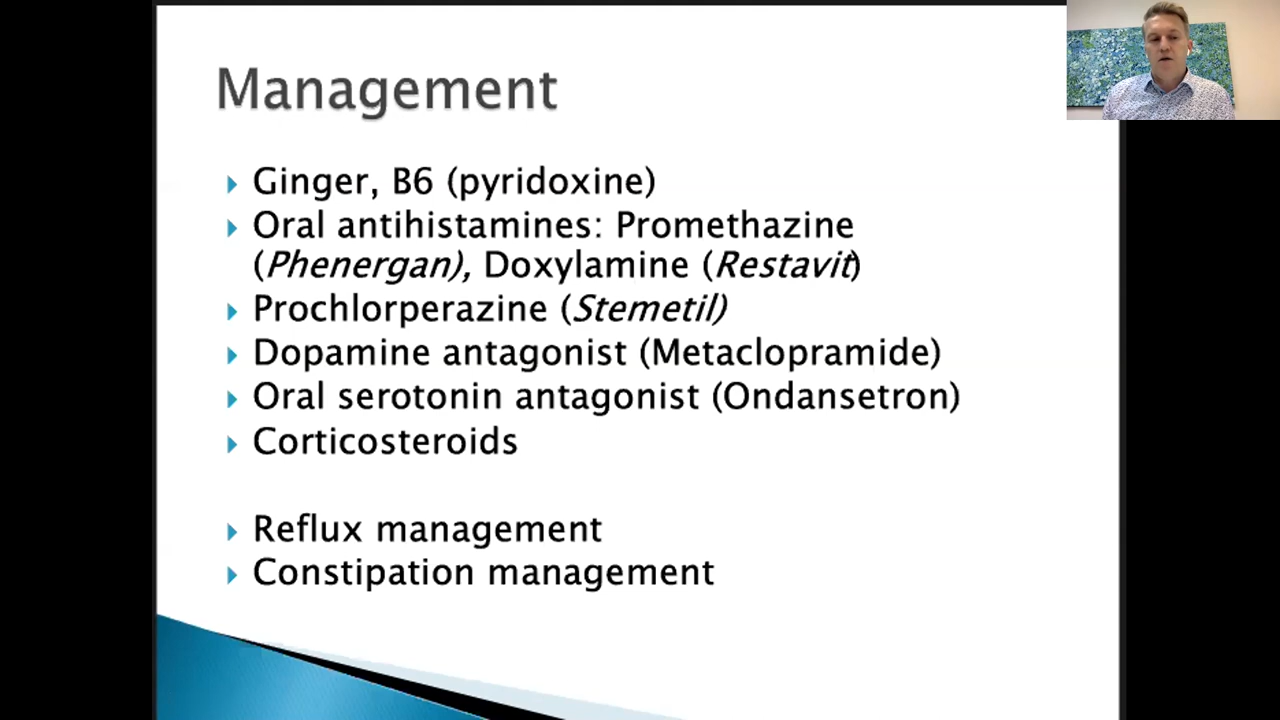 Management
Ginger, B6 (pyridoxine)
Oral antihistamines: Promethazine
(Phenergan), Doxylamine (Restavit)
Prochlorperazine (Stemetil)
Dopamine antagonist (Metaclopramide)
Oral serotonin antagonist (Ondansetron)
Corticosteroids
Reflux management
Constipation management